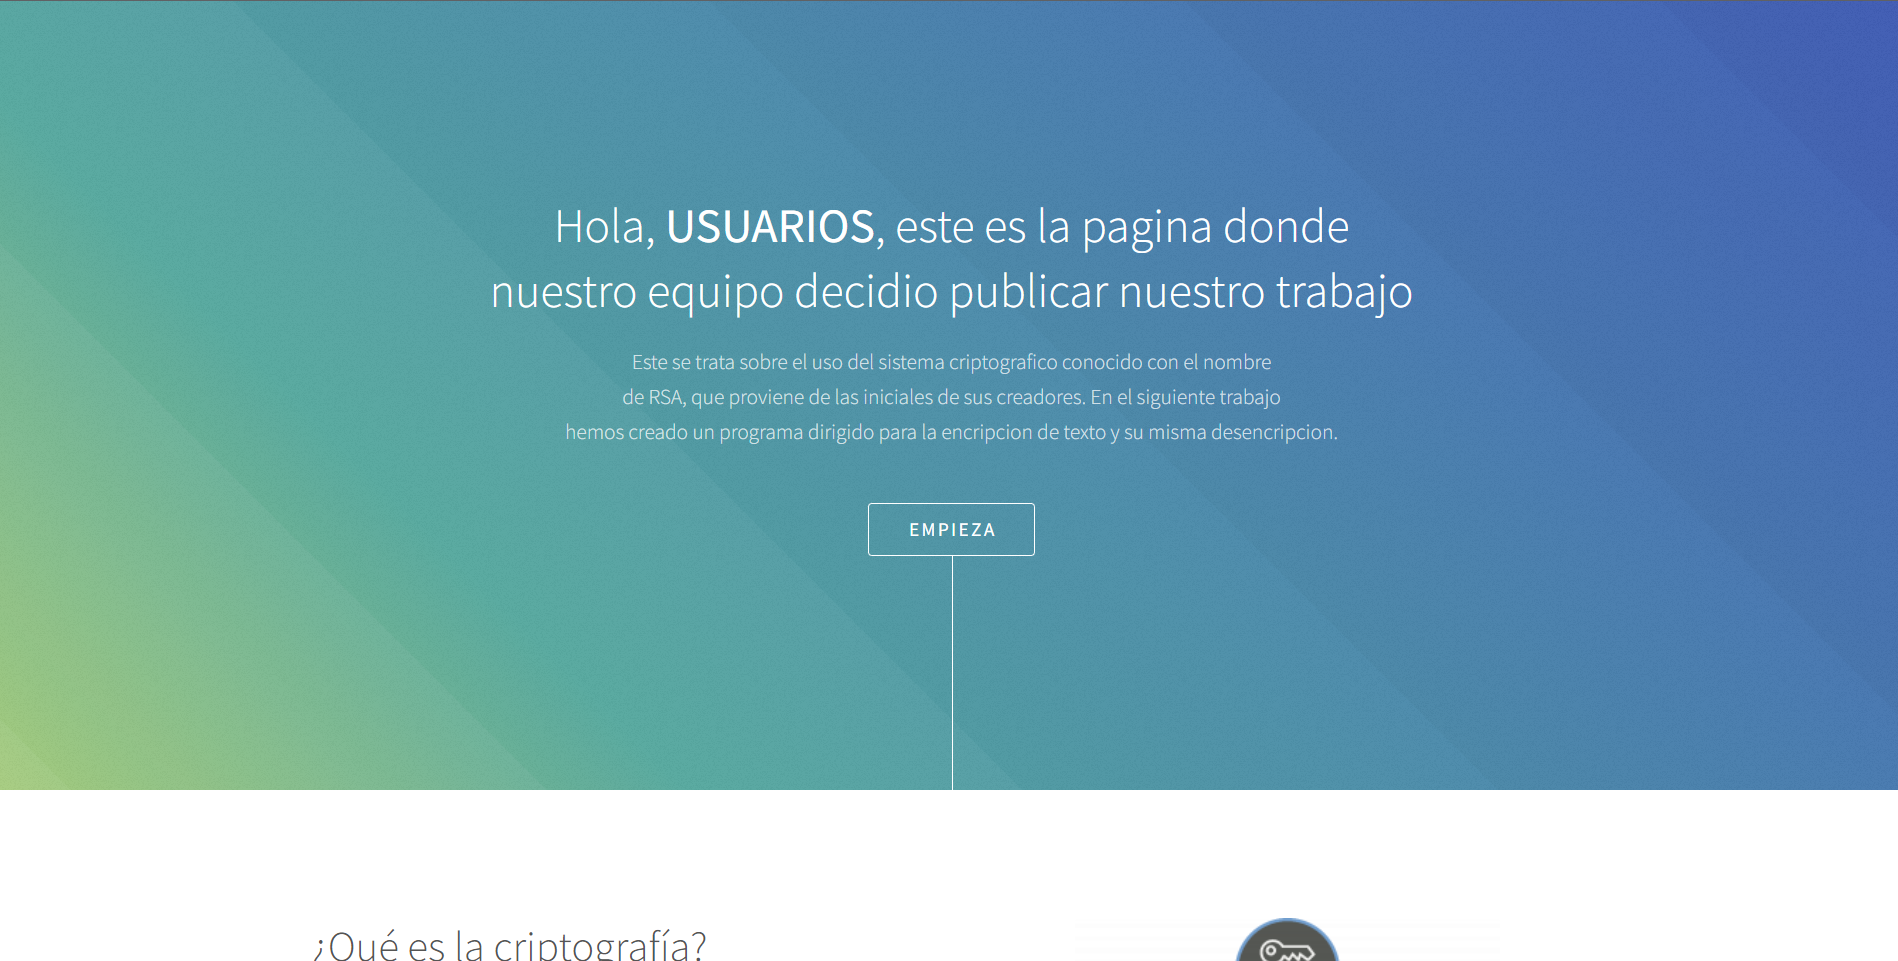 Hola, USUARIOS, este es la pagina donde
nuestro equipo decidio publicar nuestro trabajo
Este se trata sobre el uso del sistema criptografico conocido con el nombre
de RSA, que proviene de las iniciales de sus creadores. En el siguiente trabajo
hemos creado un programa dirigido para la encripcion de texto y su misma desencripcion.
EMPIEZA
¿Qué es la criptografía?